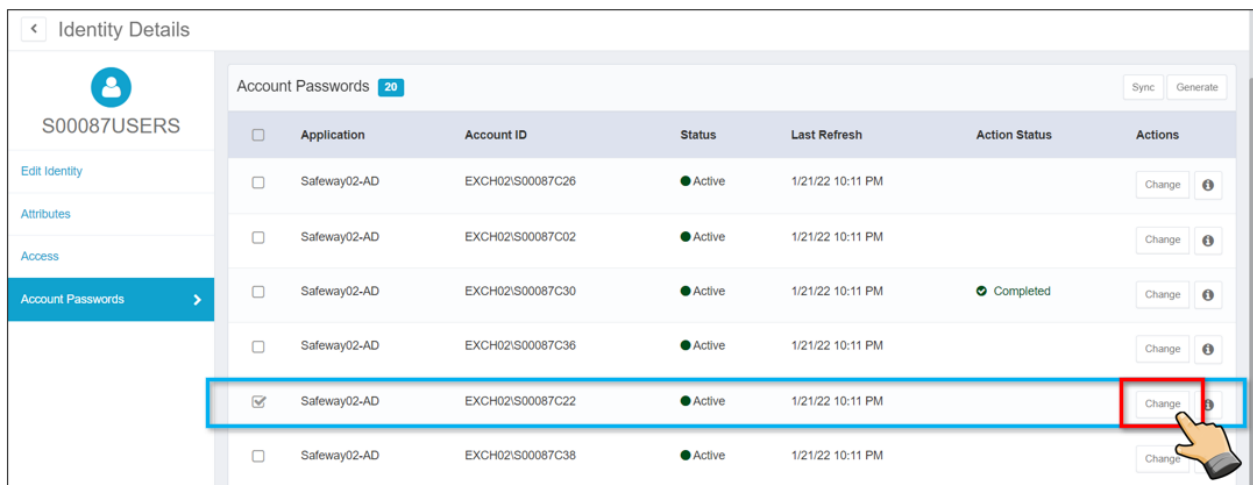 Identity Details
S00087USERS
Edit Identity
Attributes
Access
Account Passwords
Account Passwords 20 Sync Generate
Application Account ID Status Last Refresh Action Status Actions
Safeway02-AD EXCH02\S00087C26 Active 1/21/22 10:11 PM Change
Safeway02-AD EXCH02\S00087C02 Active 1/21/22 10:11 PM Change
Safeway02-AD EXCH02\S00087C30 Active 1/21/22 10:11 PM Completed Change
Safeway02-AD EXCH02\S00087C36 Active 1/21/22 10:11 PM Change
Safeway02-AD EXCH02\S00087C22 Active 1/21/22 10:11 PM Change
Safeway02-AD EXCH02\S00087C38 Active 1/21/22 10:11 PM Change